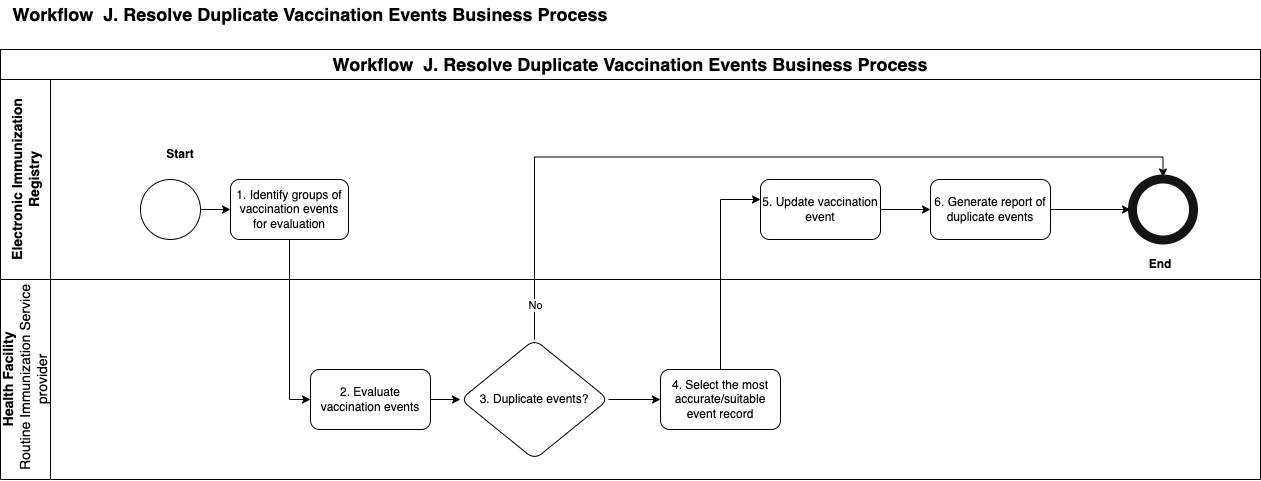 Workflow  J. Resolve Duplicate Vaccination Events Business Process
Workflow  J. Resolve Duplicate Vaccination Events Business Process
Electronic Immunization
Registry
Start
1. Identify groups of
vaccination events
for evaluation
5. Update vaccination
event
6. Generate report of
duplicate events
End
Health Facility
Routine Immunization Service
provider
No
2. Evaluate
vaccination events
3. Duplicate events?
4. Select the most
accurate/suitable
event record